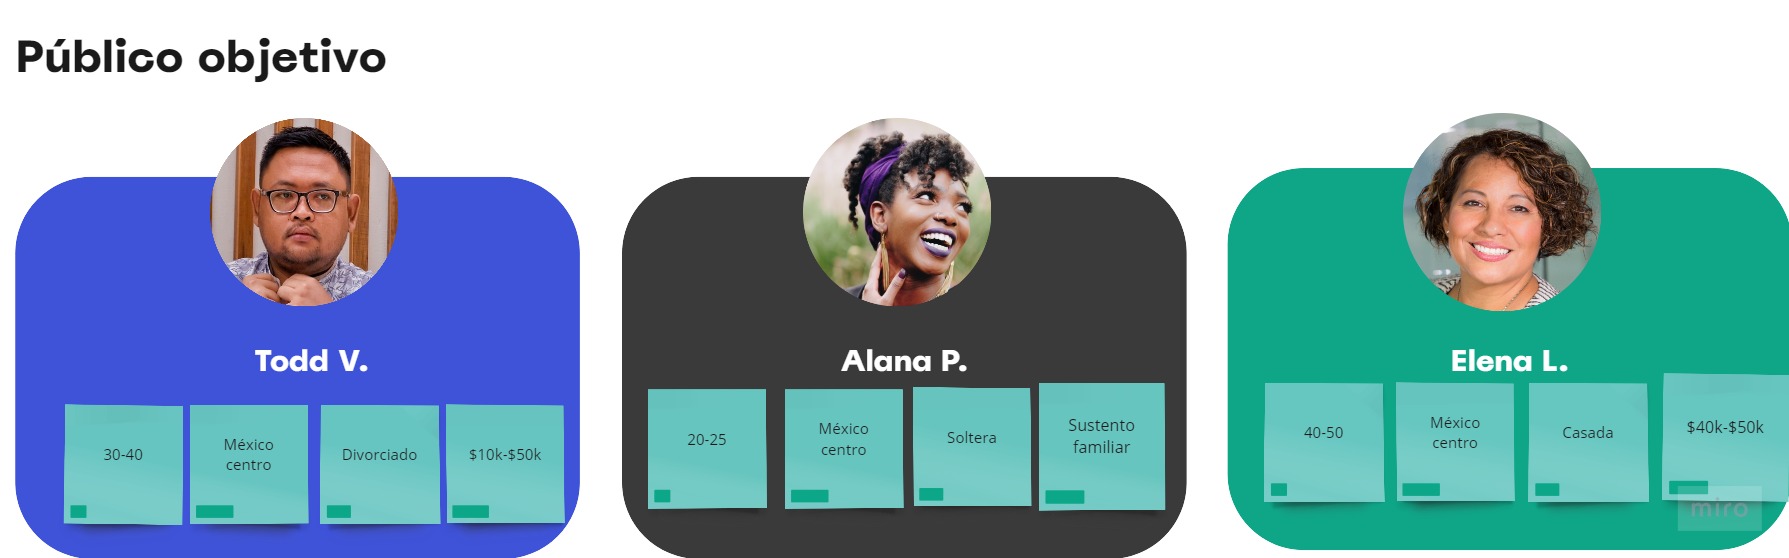 Público objetivo
Todd V.
30-40
México
centro
Divorciado
$10k-$50k
Alana P.
20-25
México
centro
Soltera
Sustento
familiar
Elena L.
40-50
México
centro
Casada
$40k-$50k
miro